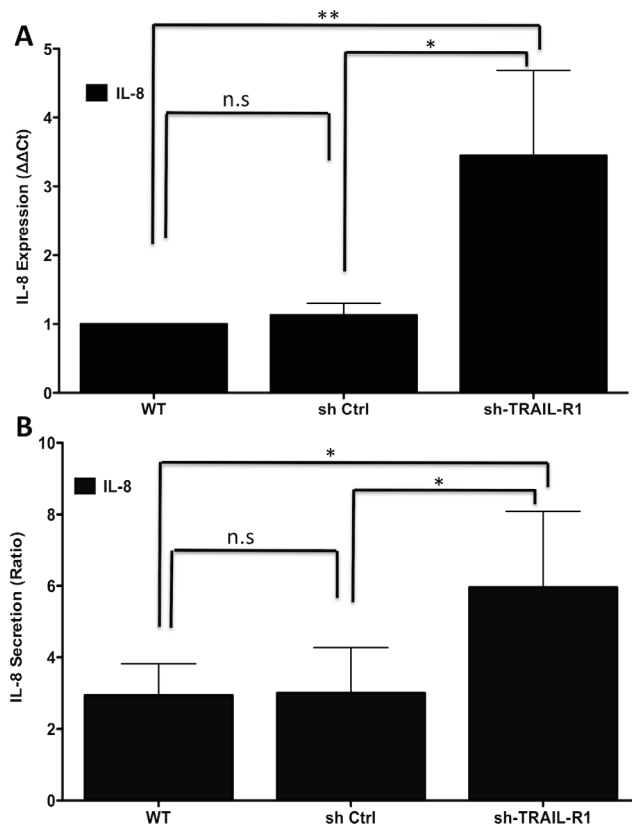 A
**
5
*
IL-8
n.s
4
3
2
1
0
IL-8 Expression (ΔΔCt)
WT sh Ctrl sh-TRAIL-R1
B
10
*
IL-8
*
8
n.s
6
4
2
0
IL-8 Secretion (Ratio)
WT sh Ctrl sh-TRAIL-R1